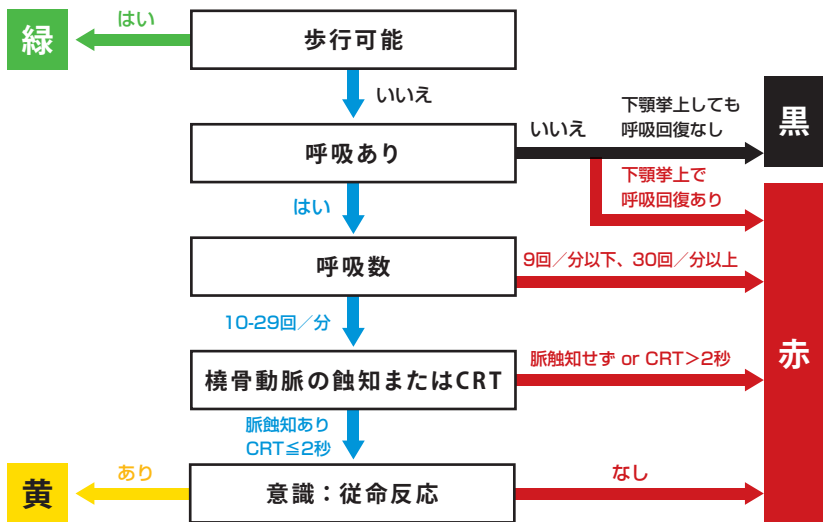 緑
はい
歩行可能
いいえ
呼吸あり
いいえ
下顎挙上しても
呼吸回復なし
黒
下顎挙上で
呼吸回復あり
はい
呼吸数
9回／分以下、30回／分以上
10-29回／分
赤
橈骨動脈の蝕知またはCRT
脈触知せず or CRT＞2秒
脈蝕知あり
CRT≦2秒
黄
あり
意識：従命反応
なし